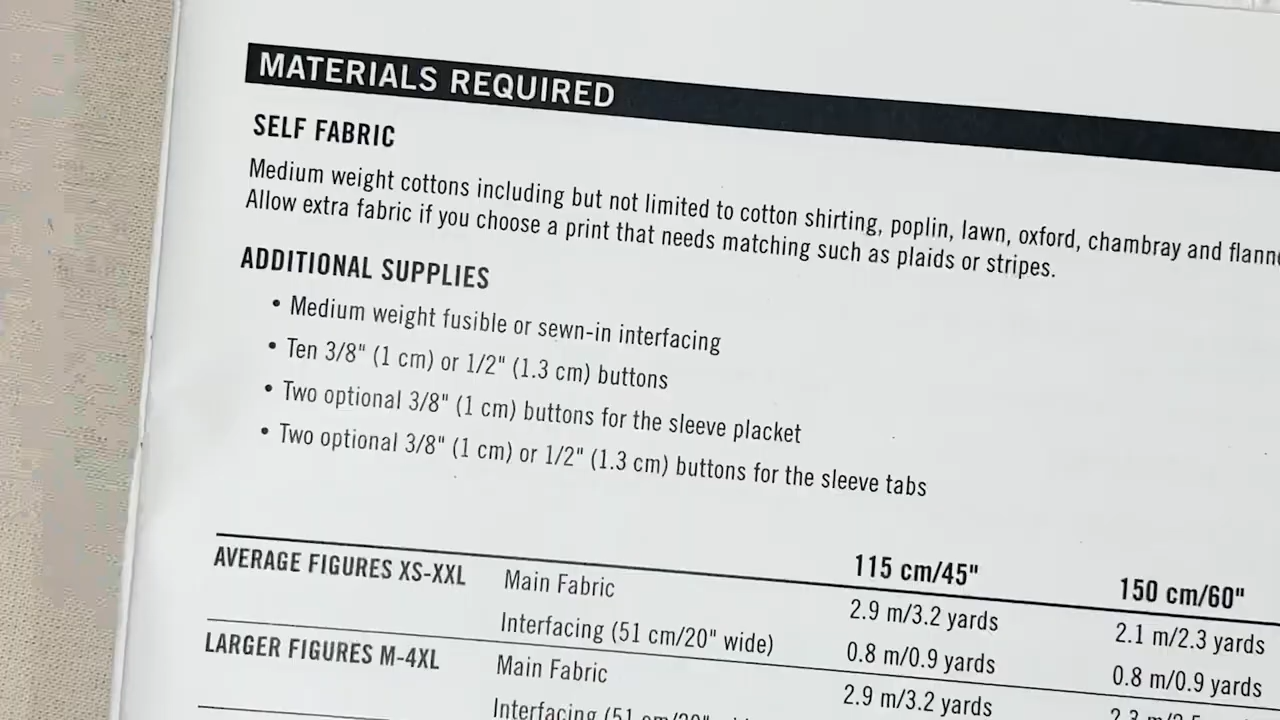 MATERIALS REQUIRED
SELF FABRIC
Medium weight cottons including but not limited to cotton shirting, poplin, lawn, oxford, chambray and
Allow extra fabric if you choose a print that needs matching such as plaids or stripes.
ADDITIONAL SUPPLIES
• Medium weight fusible or sewn-in interfacing
• Ten 3/8" (1 cm) or 1/2" (1.3 cm) buttons
• Two optional 3/8" (1 cm) buttons for the sleeve placket
• Two optional 3/8" (1 cm) or 1/2" (1.3 cm) buttons for the sleeve tabs
115 cm/45" 150 cm/60"
AVERAGE FIGURES XS-XXL Main Fabric 2.9 m/3.2 yards 2.1 m/2.3 yards
Interfacing (51 cm/20" wide) 0.8 m/0.9 yards 0.8 m/0.9 yards
LARGER FIGURES M-4XL Main Fabric 2.9 m/3.2 yards
Interfacing